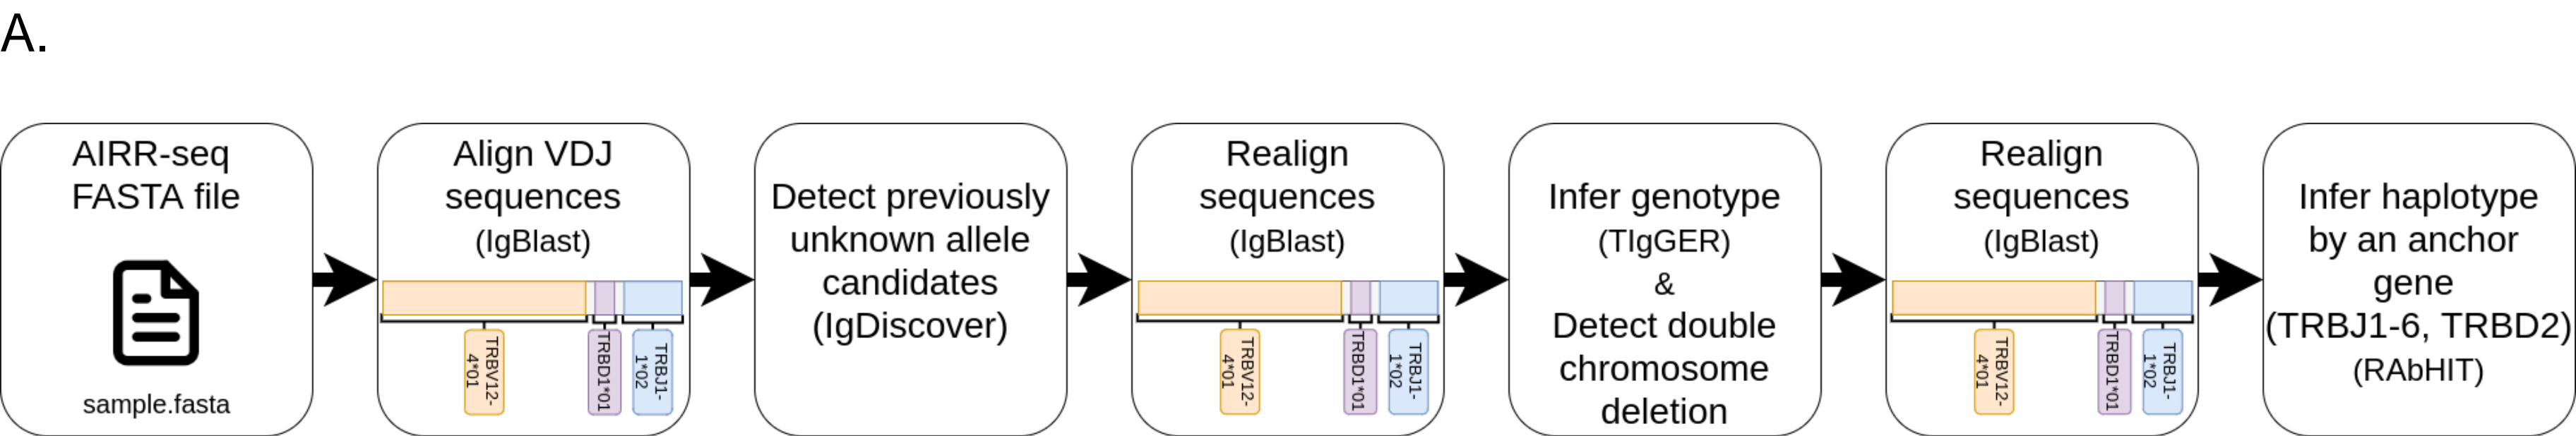 A.
AIRR-seq
FASTA file
sample.fasta
Align VDJ
sequences
(IgBlast)
TRBV12-
4*01
TRBD1*01
TRBJ1-
1*02
Detect previously
unknown allele
candidates
(IgDiscover)
Realign
sequences
(IgBlast)
TRBV12-
4*01
TRBD1*01
TRBJ1-
1*02
Infer genotype
(TIgGER)
&
Detect double
chromosome
deletion
Realign
sequences
(IgBlast)
TRBV12-
4*01
TRBD1*01
TRBJ1-
1*02
Infer haplotype
by an anchor
gene
(TRBJ1-6, TRBD2)
(RAbHIT)